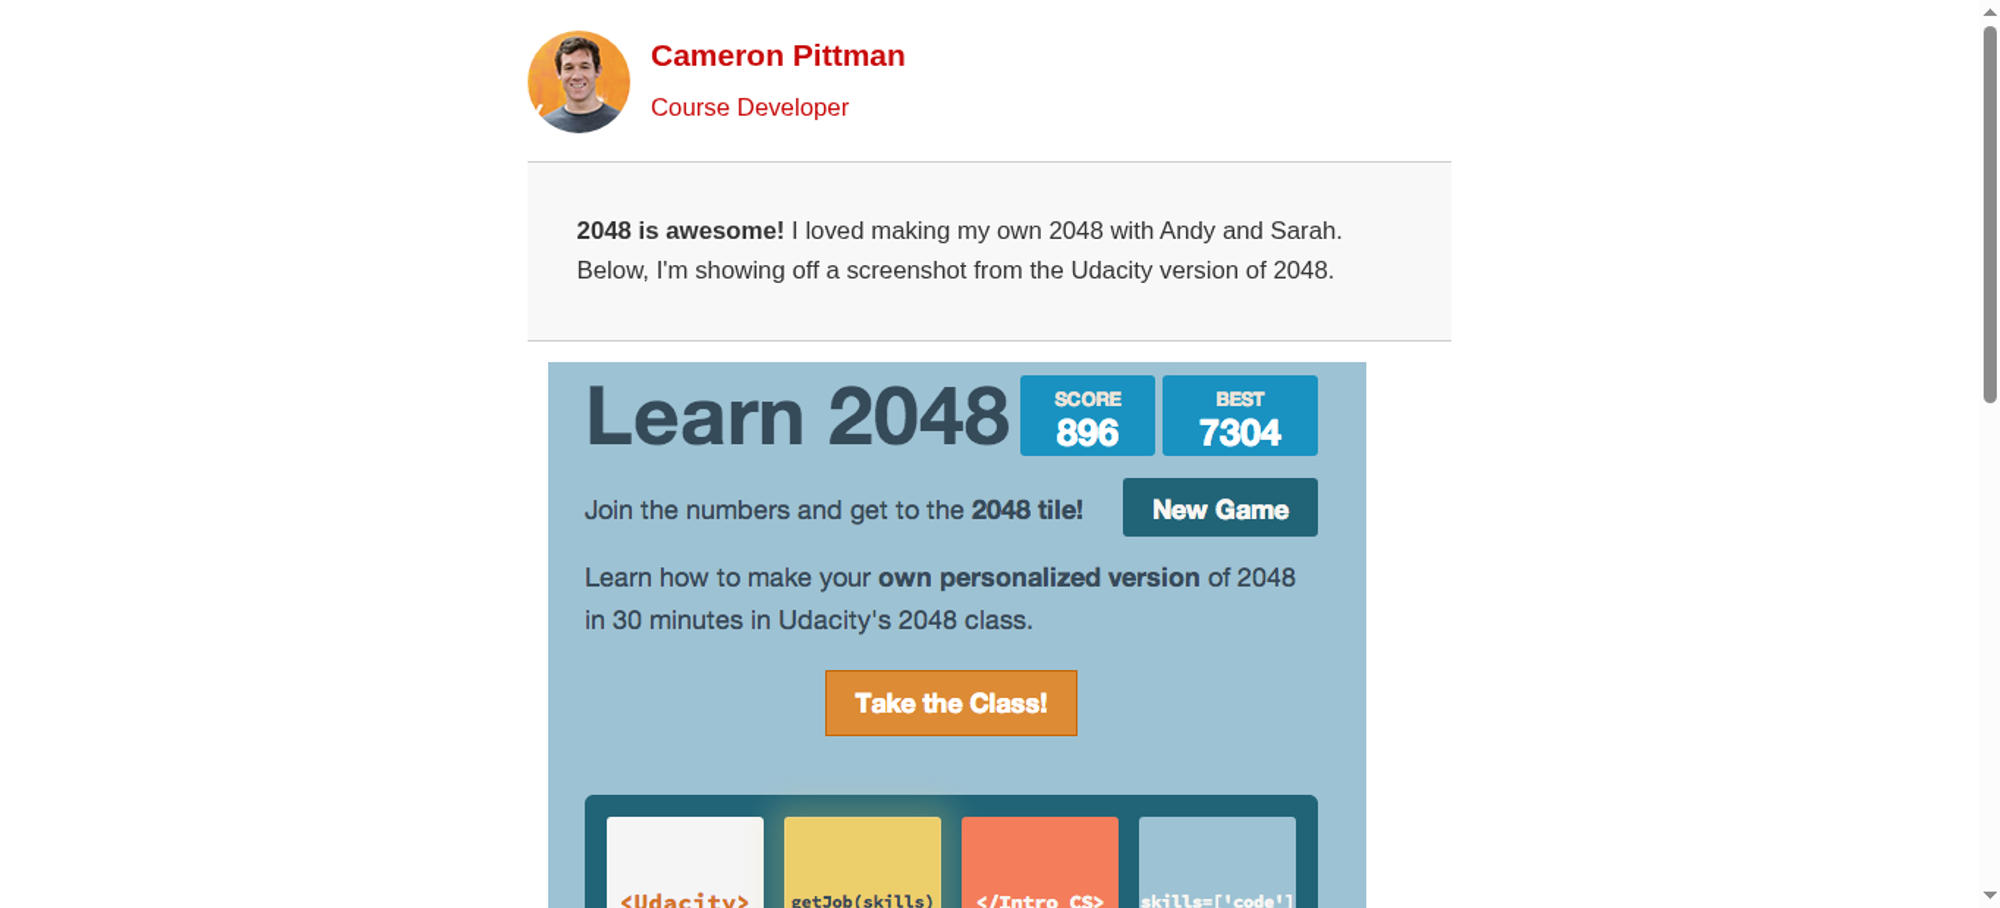 Cameron Pittman
Course Developer
2048 is awesome! I loved making my own 2048 with Andy and Sarah.
Below, I'm showing off a screenshot from the Udacity version of 2048.
Learn 2048
SCORE
896
BEST
7304
Join the numbers and get to the 2048 tile!
New Game
Learn how to make your own personalized version of 2048
in 30 minutes in Udacity's 2048 class.
Take the Class!
<Udacity>
getJob(skills)
</Intro CS>
skills=['code']